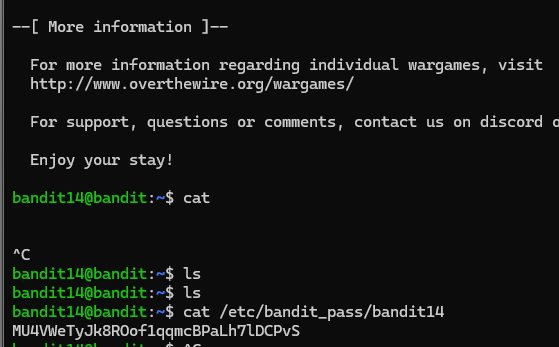 --[ More information ]--
For more information regarding individual wargames, visit
http://www.overthewire.org/wargames/
For support, questions or comments, contact us on discord o
Enjoy your stay!
bandit14@bandit:~$ cat
^C
bandit14@bandit:~$ ls
bandit14@bandit:~$ ls
bandit14@bandit:~$ cat /etc/bandit_pass/bandit14
MU4VWeTyJk8ROof1qqmcBPaLh7lDCPvS